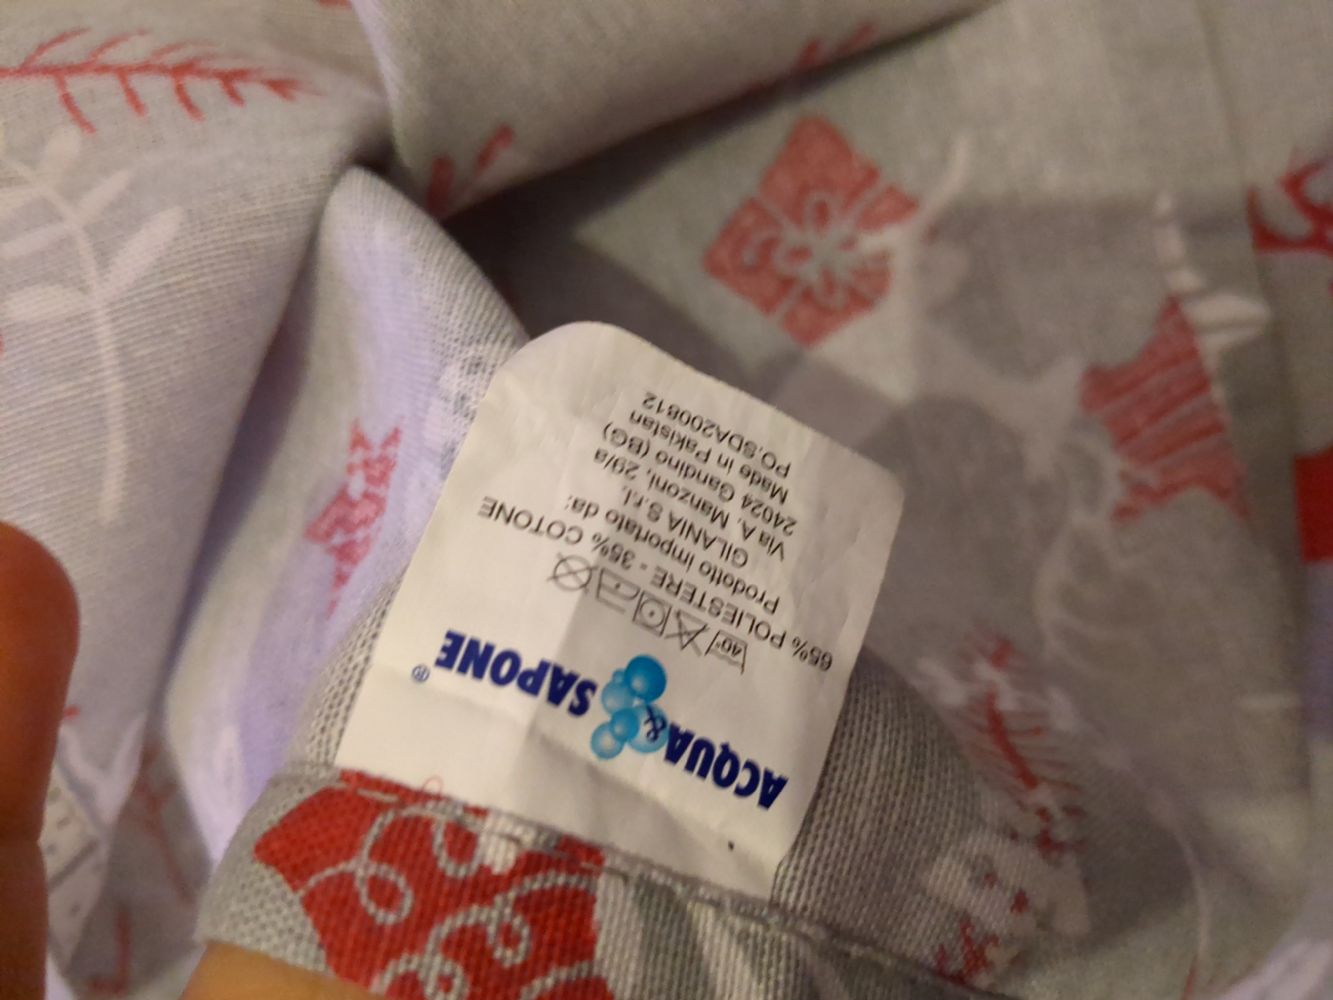 ACQUA & SAPONE®
40°
65% POLIESTERE - 35% COTONE
Prodotto importato da:
GILANIA S.r.l.
Via A. Manzoni, 29/a
24024 Gandino (BG)
Made in Pakistan
PO.SDA200812